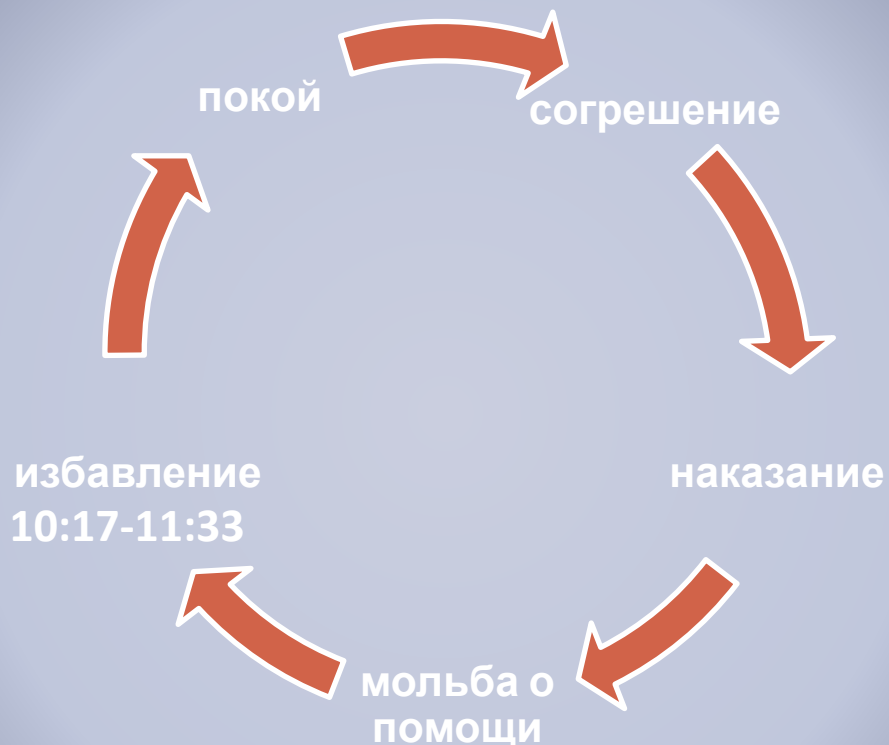 покой
согрешение
наказание
мольба о
помощи
избавление
10:17-11:33